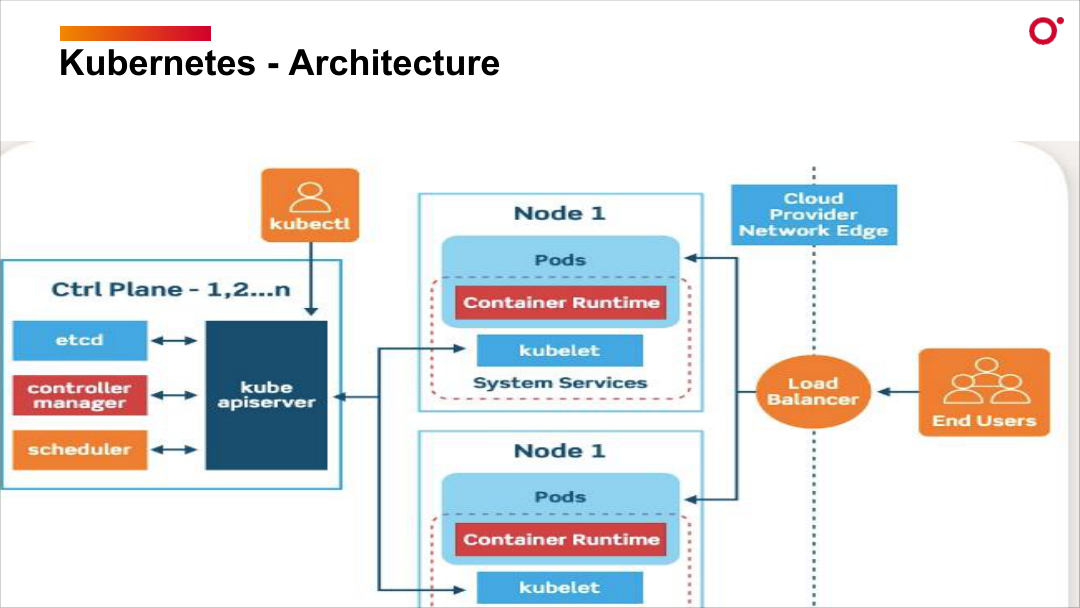 Kubernetes - Architecture
kubectl
Ctrl Plane - 1,2...n
etcd
controller
manager
scheduler
kube
apiserver
Node 1
Pods
Container Runtime
kubelet
System Services
Node 1
Pods
Container Runtime
kubelet
Cloud
Provider
Network Edge
Load
Balancer
End Users